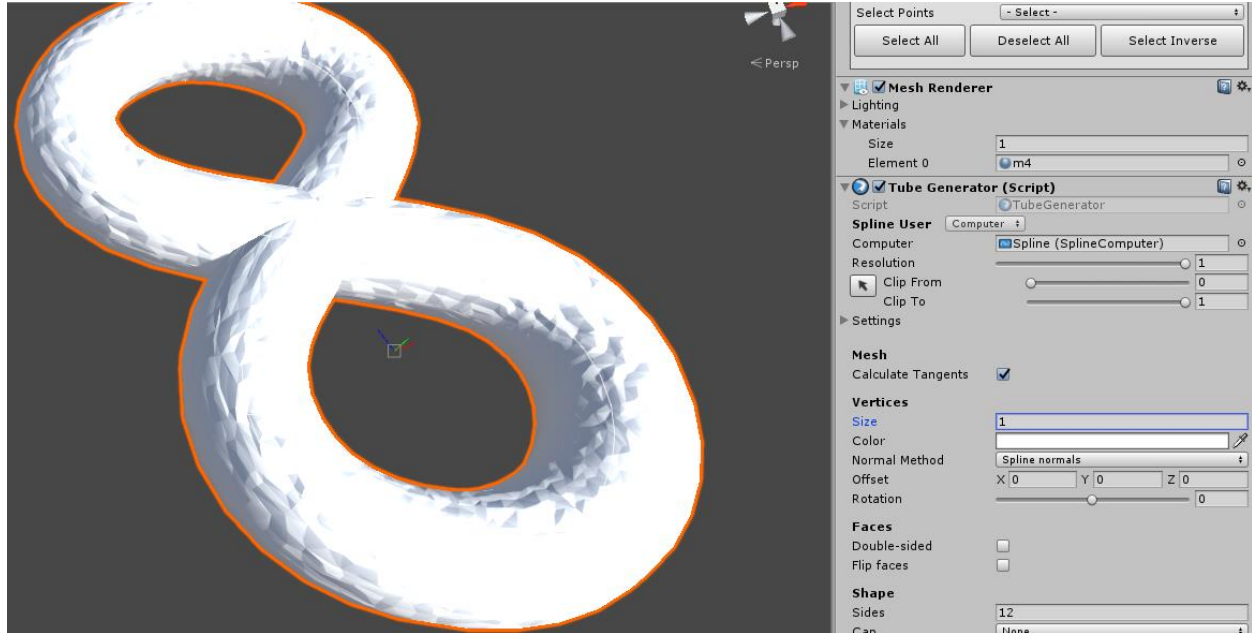 Select Points - Select -
Select All Deselect All Select Inverse
Persp
Mesh Renderer
Lighting
Materials
Size 1
Element 0 m4
Tube Generator (Script)
Script TubeGenerator
Spline User Computer
Computer Spline (SplineComputer)
Resolution 1
Clip From 0
Clip To 1
Settings
Mesh
Calculate Tangents
Vertices
Size 1
Color
Normal Method Spline normals
Offset X 0 Y 0 Z 0
Rotation 0
Faces
Double-sided
Flip faces
Shape
Sides 12
Cap None